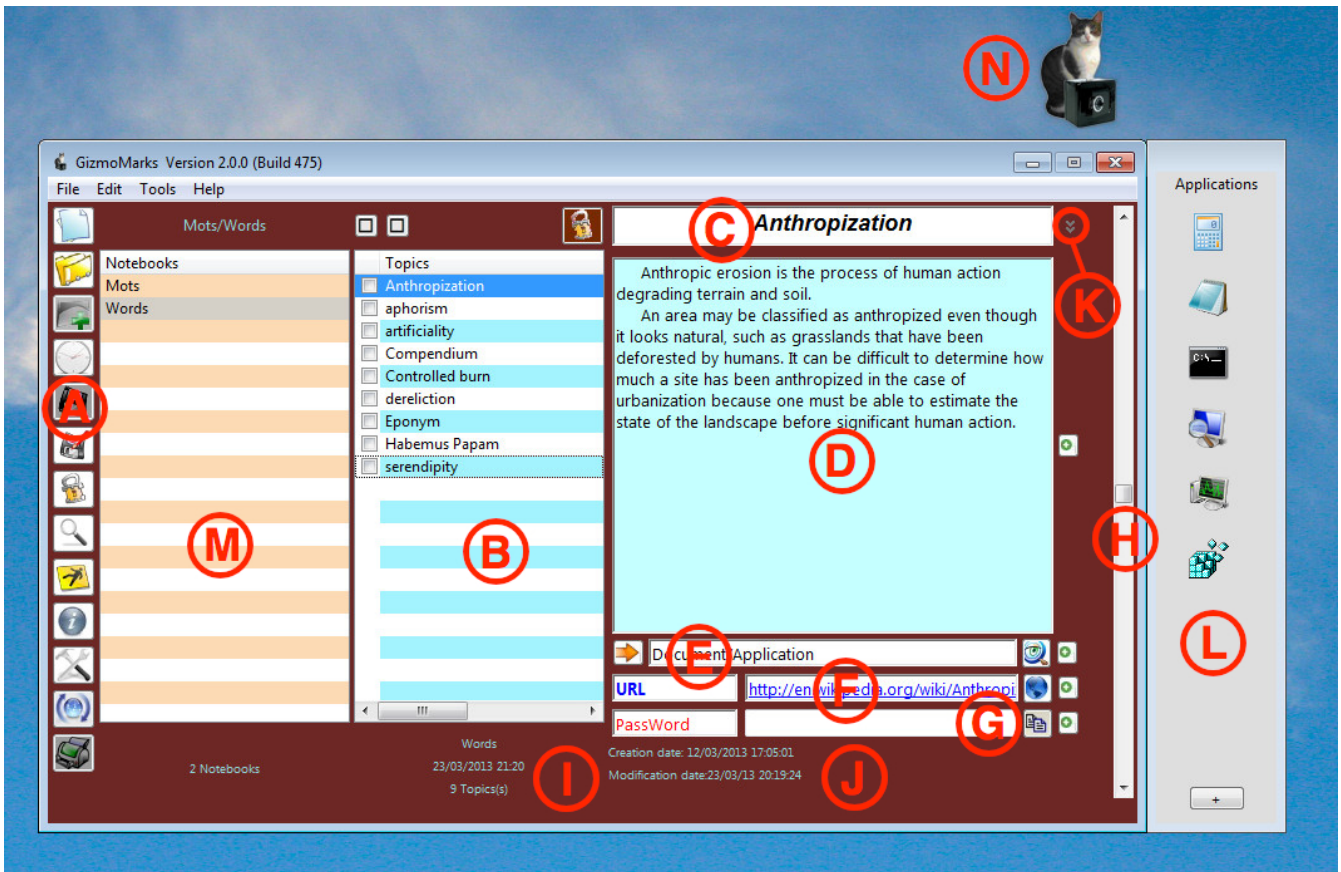 N
C
GizmoMarks Version 2.0.0 (Build 475)
File Edit Tools Help
Applications
Mots/Words
C
Anthropization
K
Notebooks
Mots
Words
Topics
Anthropization
aphorism
artificiality
Compendium
Controlled burn
dereliction
Eponym
Habemus Papam
serendipity
Anthropic erosion is the process of human action
degrading terrain and soil.
An area may be classified as anthropized even though
it looks natural, such as grasslands that have been
deforested by humans. It can be difficult to determine how
much a site has been anthropized in the case of
urbanization because one must be able to estimate the
state of the landscape before significant human action.
A
D
M
B
H
L
E
Document/Application
URL
http://en.wikipedia.org/wiki/Anthropi
F
PassWord
G
2 Notebooks
Words
23/03/2013 21:20
9 Topics(s)
I
Creation date: 12/03/2013 17:05:01
Modification date:23/03/13 20:19:24
J
+